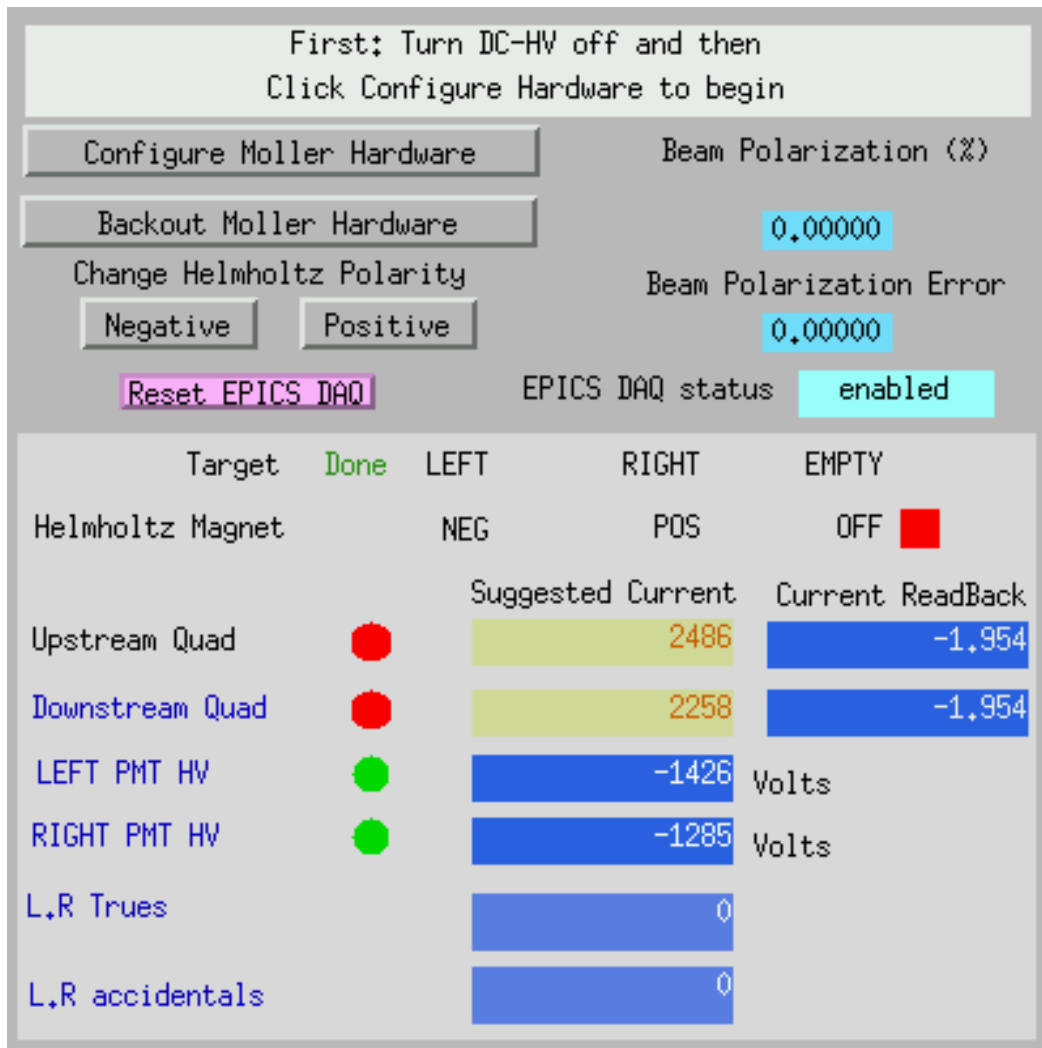 First: Turn DC-HV off and then
Click Configure Hardware to begin
Configure Moller Hardware
Beam Polarization (%)
Backout Moller Hardware
0.00000
Change Helmholtz Polarity
Beam Polarization Error
Negative Positive
0.00000
Reset EPICS DAQ
EPICS DAQ status enabled
Target Done LEFT RIGHT EMPTY
Helmholtz Magnet NEG POS OFF
Suggested Current Current ReadBack
Upstream Quad 2486 -1.954
Downstream Quad 2258 -1.954
LEFT PMT HV -1426 Volts
RIGHT PMT HV -1285 Volts
L.R Trues 0
L.R accidentals 0